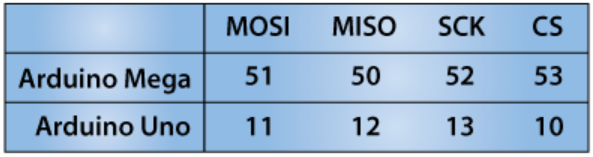 MOSI MISO SCK CS
Arduino Mega 51 50 52 53
Arduino Uno 11 12 13 10